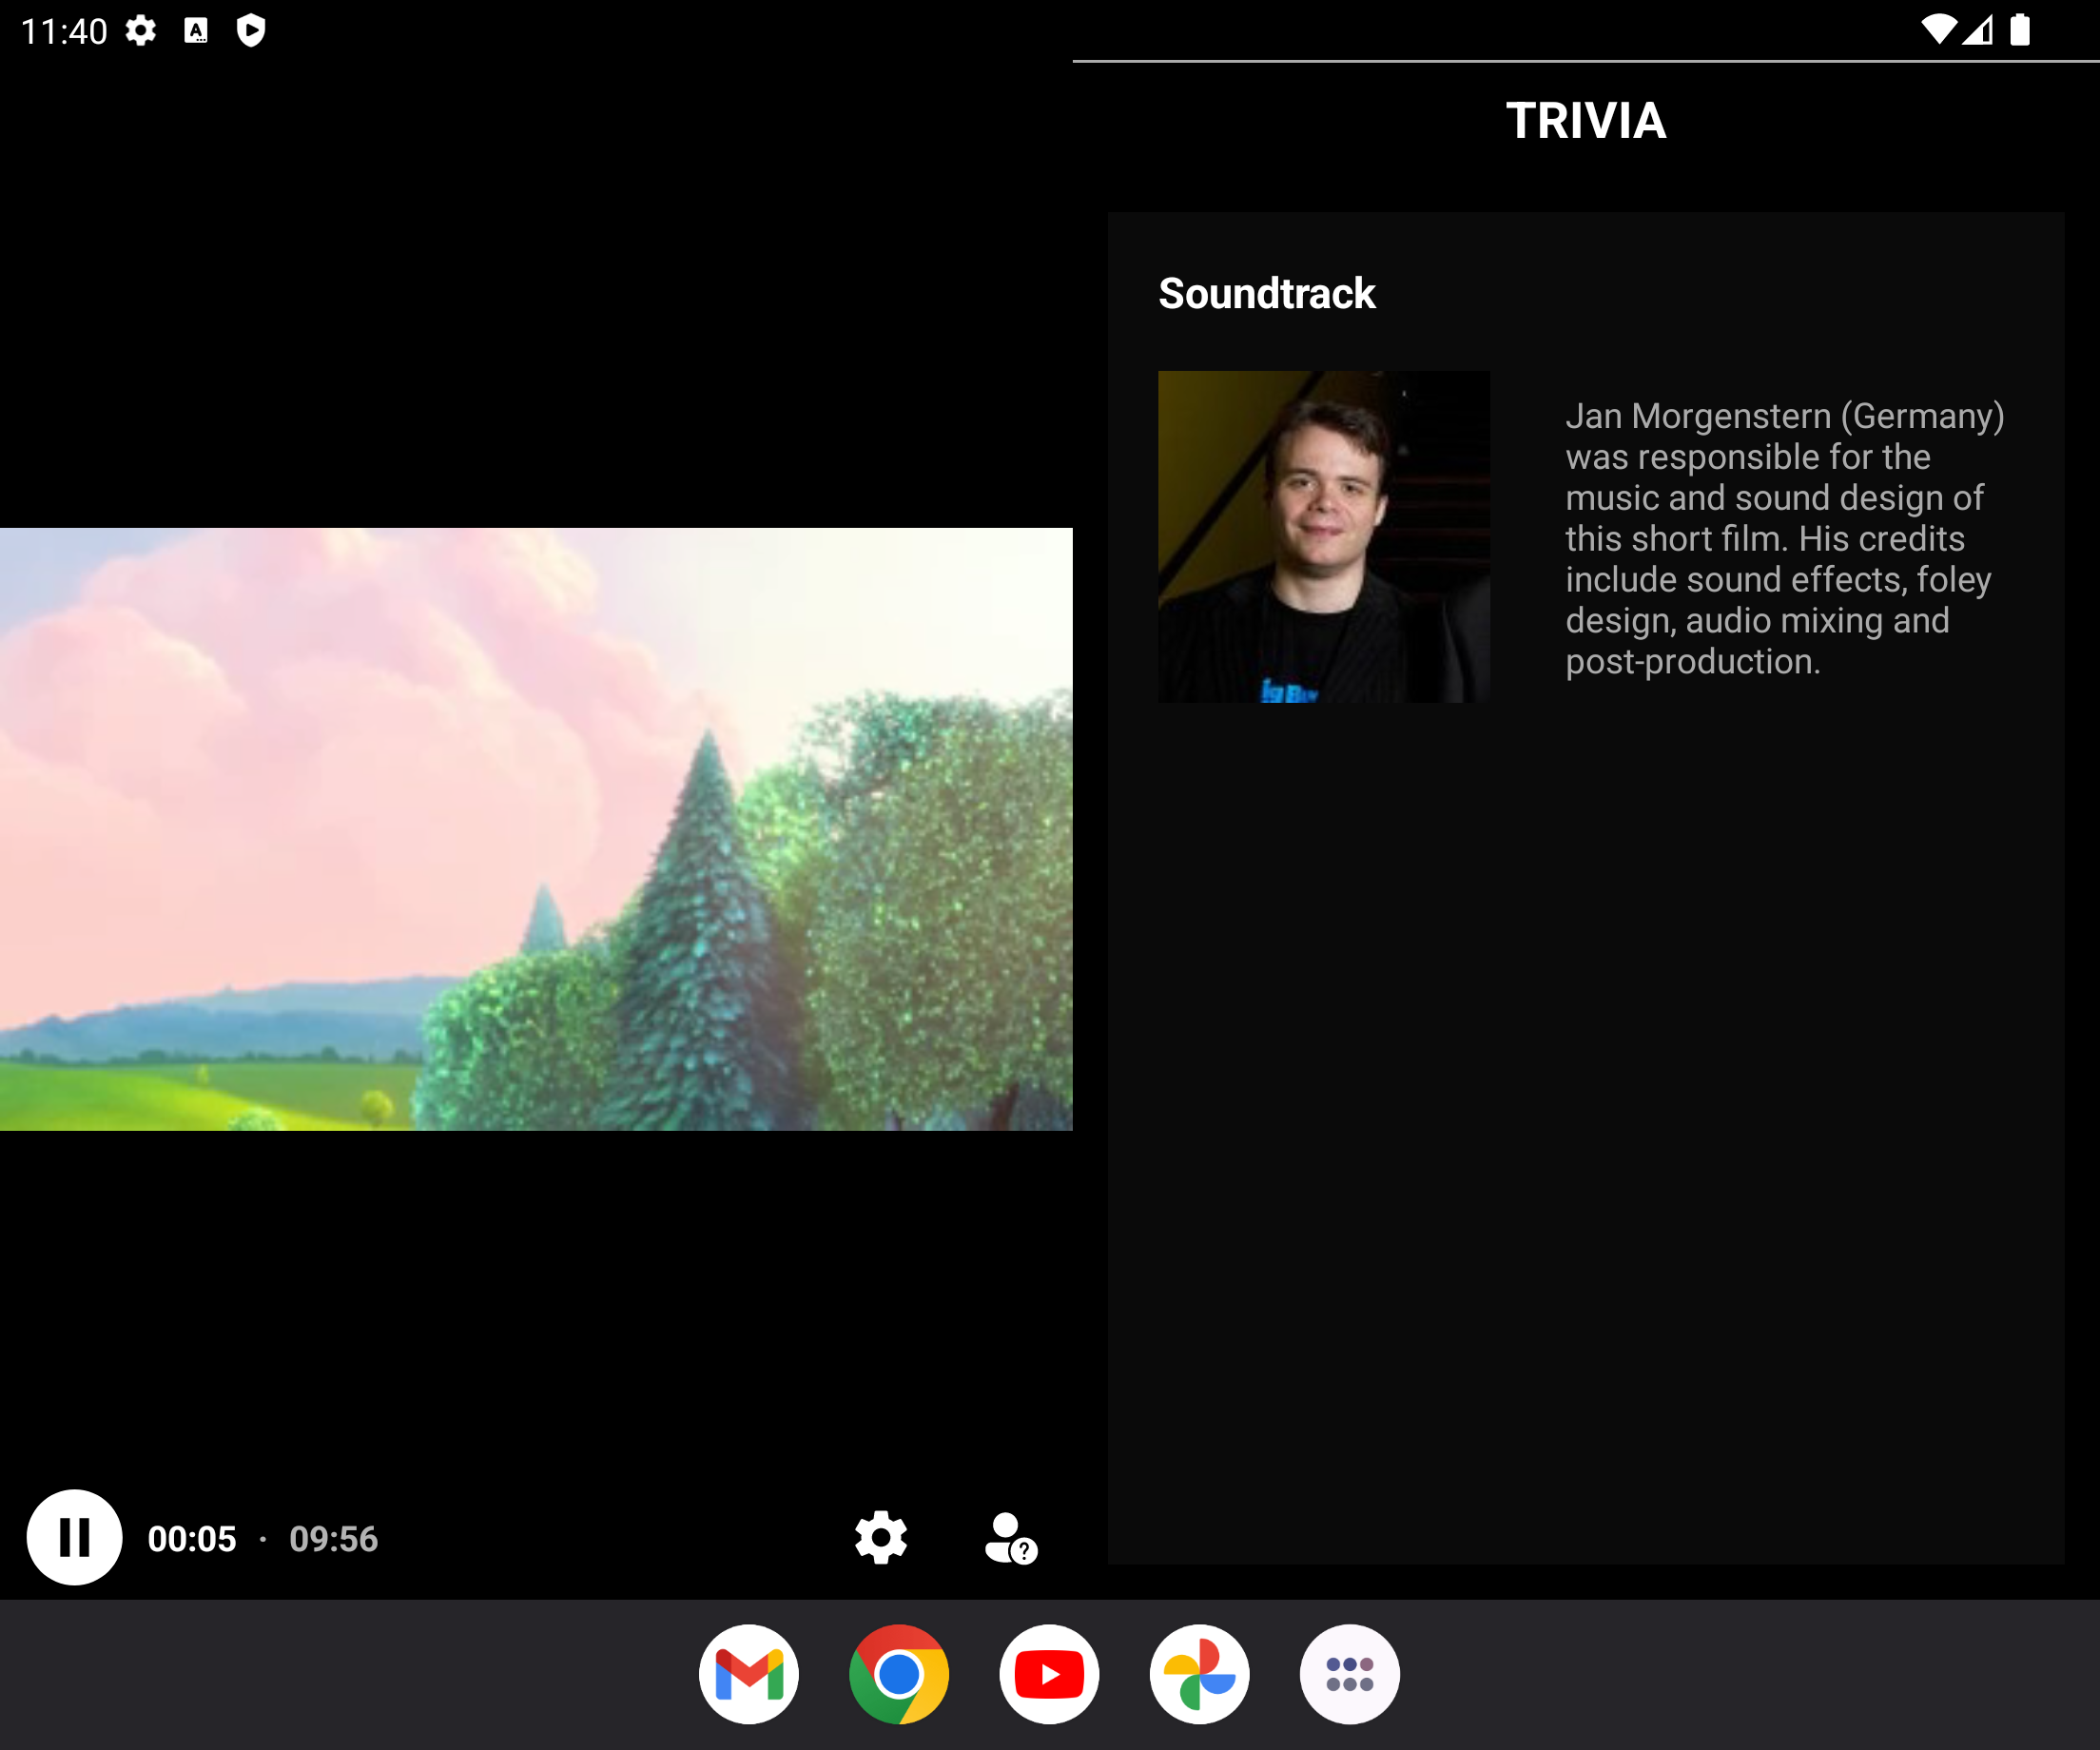 11:40
TRIVIA
Soundtrack
Jan Morgenstern (Germany)
was responsible for the
music and sound design of
this short film. His credits
include sound effects, foley
design, audio mixing and
post-production.
00:05 · 09:56